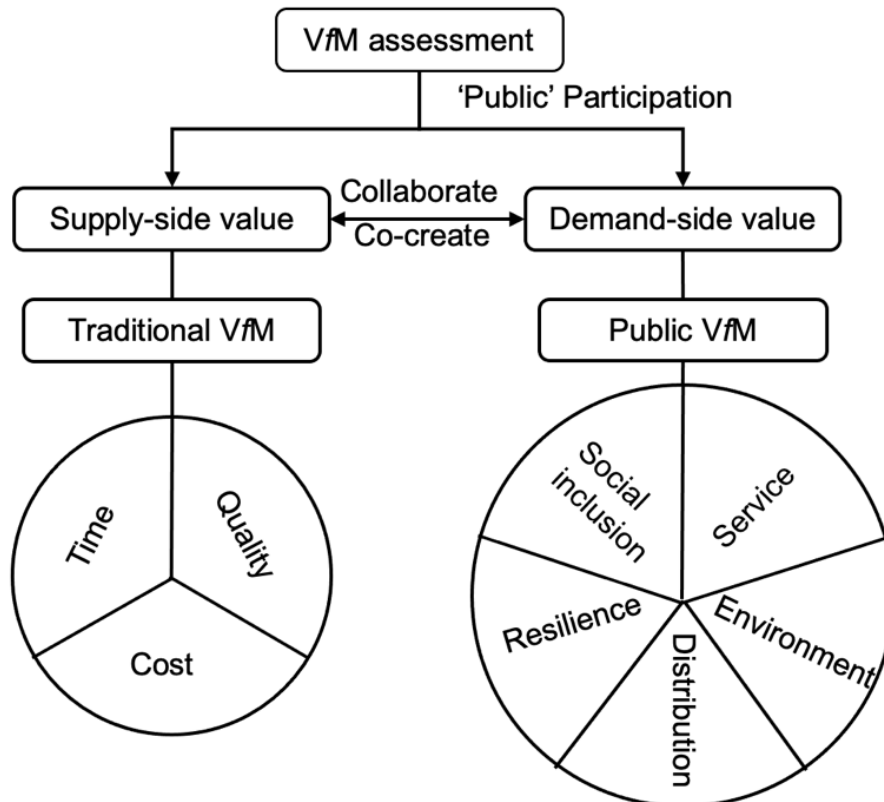 VfM assessment
‘Public’ Participation
Supply-side value
Collaborate
Co-create
Demand-side value
Traditional VfM
Public VfM
Time
Quality
Cost
Social
inclusion
Service
Resilience
Environment
Distribution